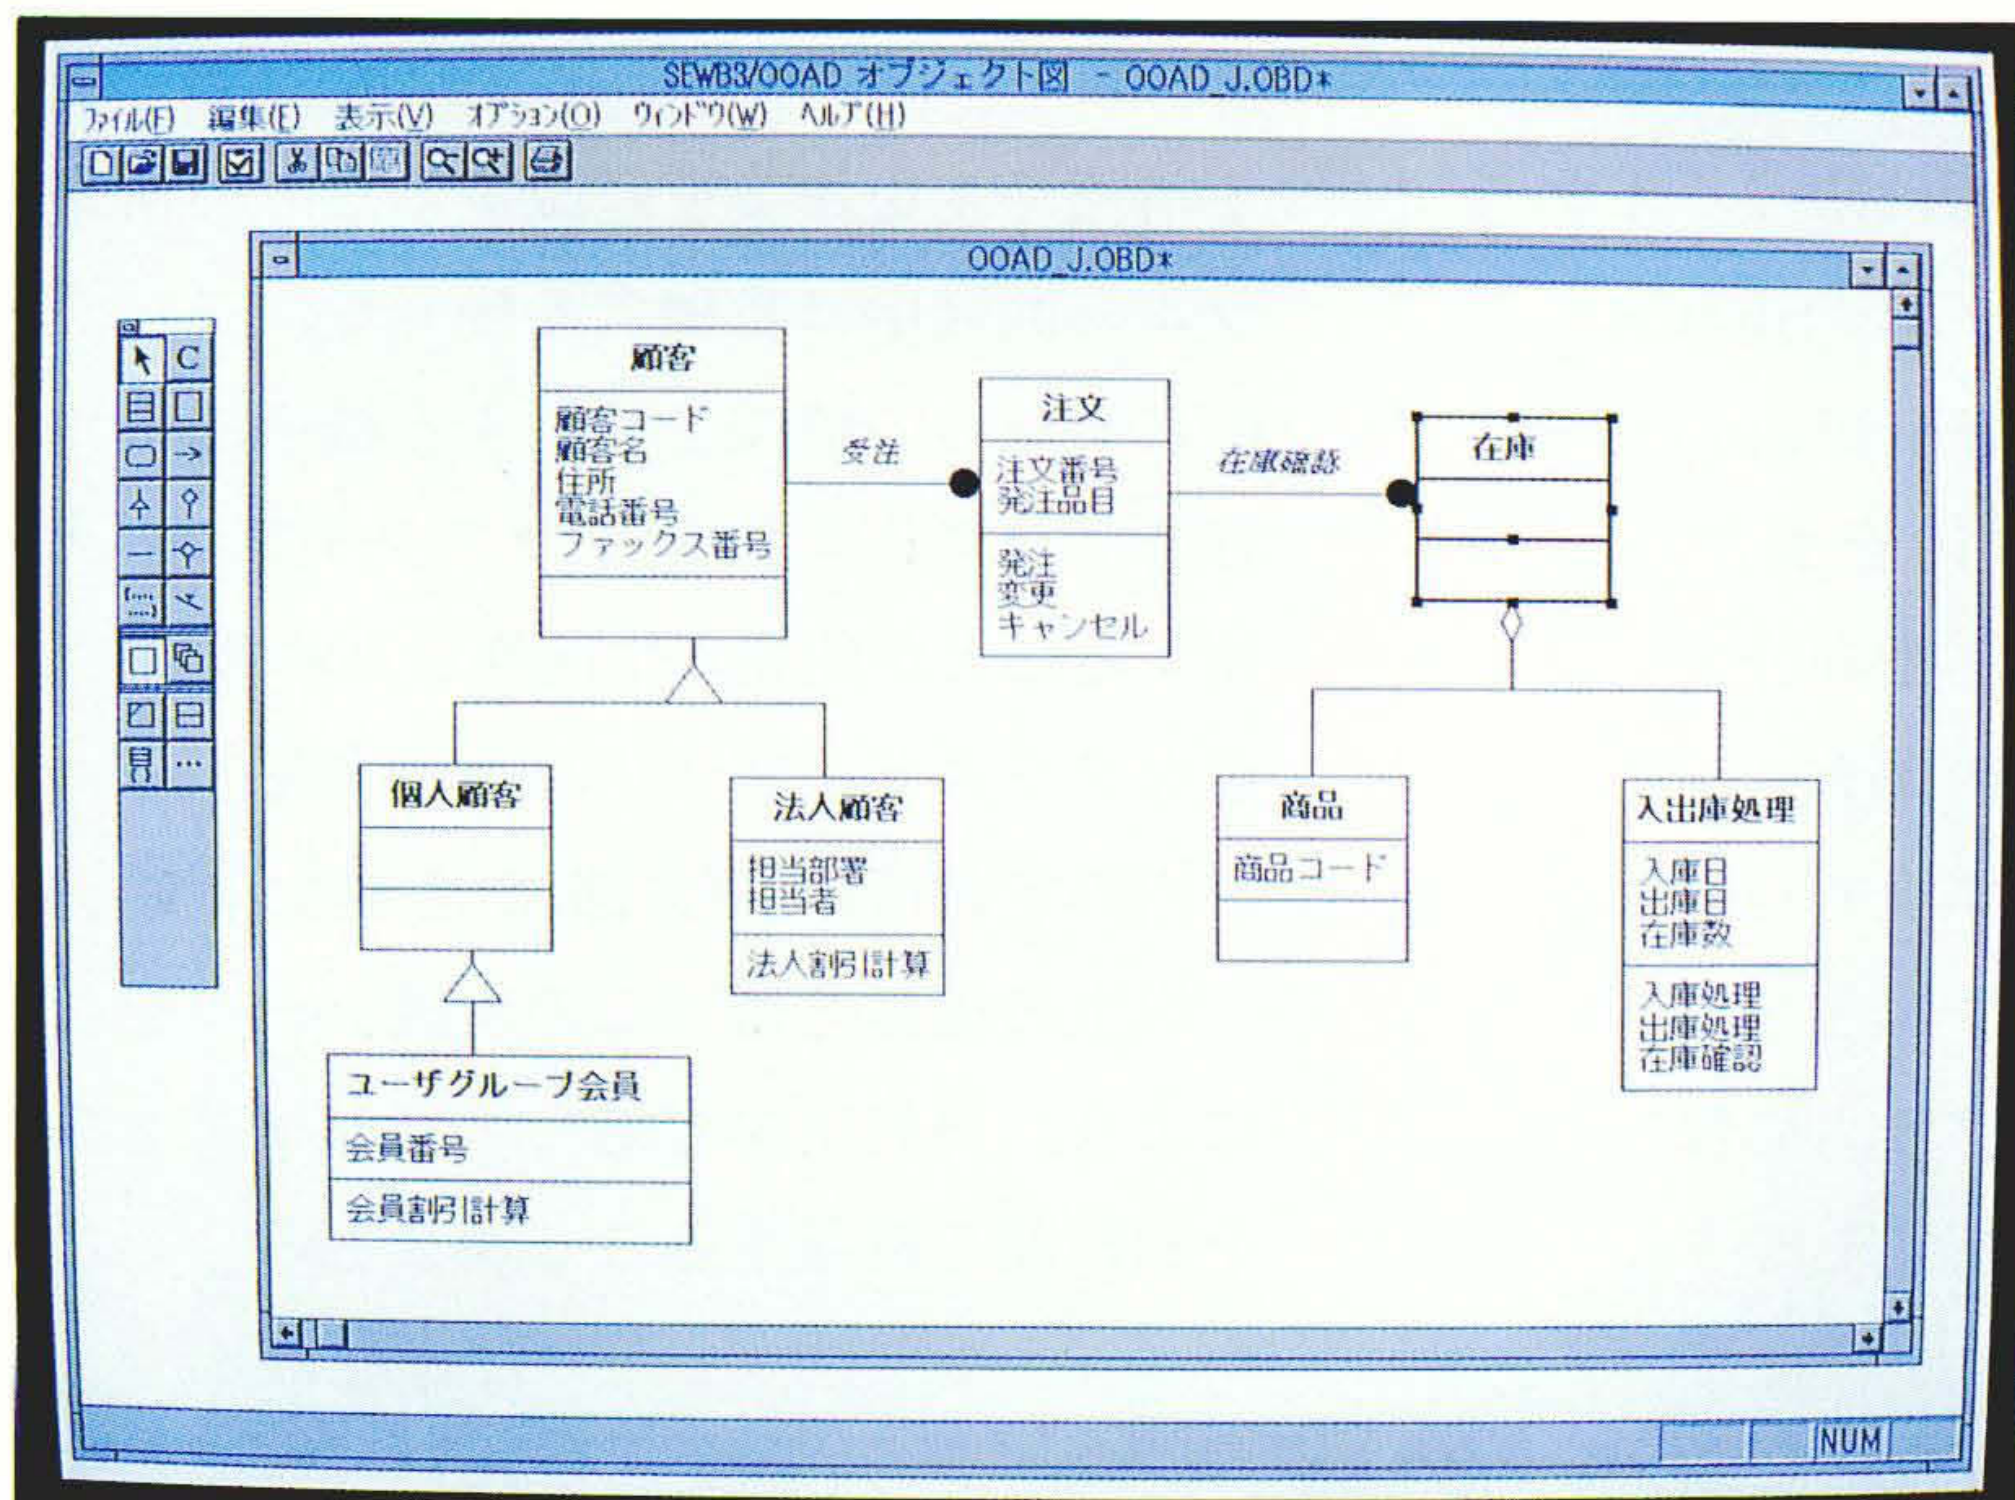 SEWB3/OOAD オブジェクト図 - OOAD_J.OBD*
ファイル(F) 編集(E) 表示(V) オプション(O) ウィンドウ(W) ヘルプ(H)
OOAD_J.OBD*
C
顧客
顧客コード
顧客名
住所
電話番号
ファックス番号
受注
注文
注文番号
発注品目
発注
変更
キャンセル
在庫確認
在庫
個人顧客
法人顧客
担当部署
担当者
法人割引計算
ユーザグループ会員
会員番号
会員割引計算
商品
商品コード
入出庫処理
入庫日
出庫日
在庫数
入庫処理
出庫処理
在庫確認
NUM